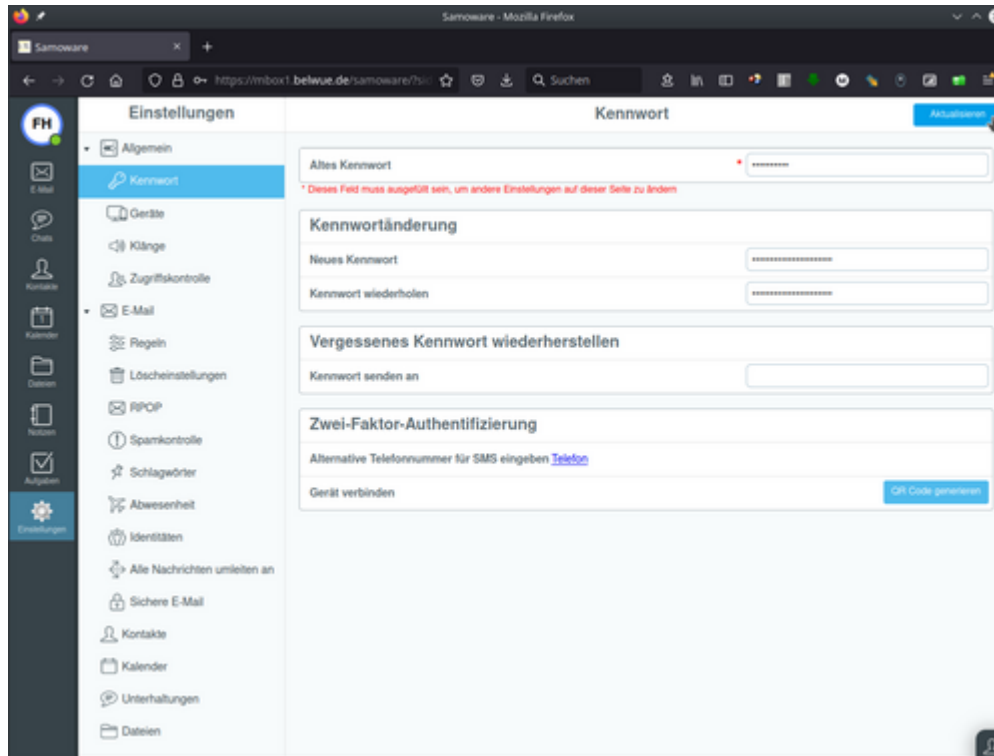 Samoware - Mozilla Firefox
Samoware
https://mbox1.belwue.de/samoware/?si
Suchen
FH
E-Mail
Chats
Kontakte
Kalender
Dateien
Notizen
Aufgaben
Einstellungen
Einstellungen
Allgemein
Kennwort
Geräte
Klänge
Zugriffskontrolle
E-Mail
Regeln
Löscheinstellungen
RPOP
Spamkontrolle
Schlagwörter
Abwesenheit
Identitäten
Alle Nachrichten umleiten an
Sichere E-Mail
Kontakte
Kalender
Unterhaltungen
Dateien
Kennwort
Aktualisieren
Altes Kennwort *
* Dieses Feld muss ausgefüllt sein, um andere Einstellungen auf dieser Seite zu ändern
Kennwortänderung
Neues Kennwort
Kennwort wiederholen
Vergessenes Kennwort wiederherstellen
Kennwort senden an
Zwei-Faktor-Authentifizierung
Alternative Telefonnummer für SMS eingeben Telefon
Gerät verbinden
QR Code generieren